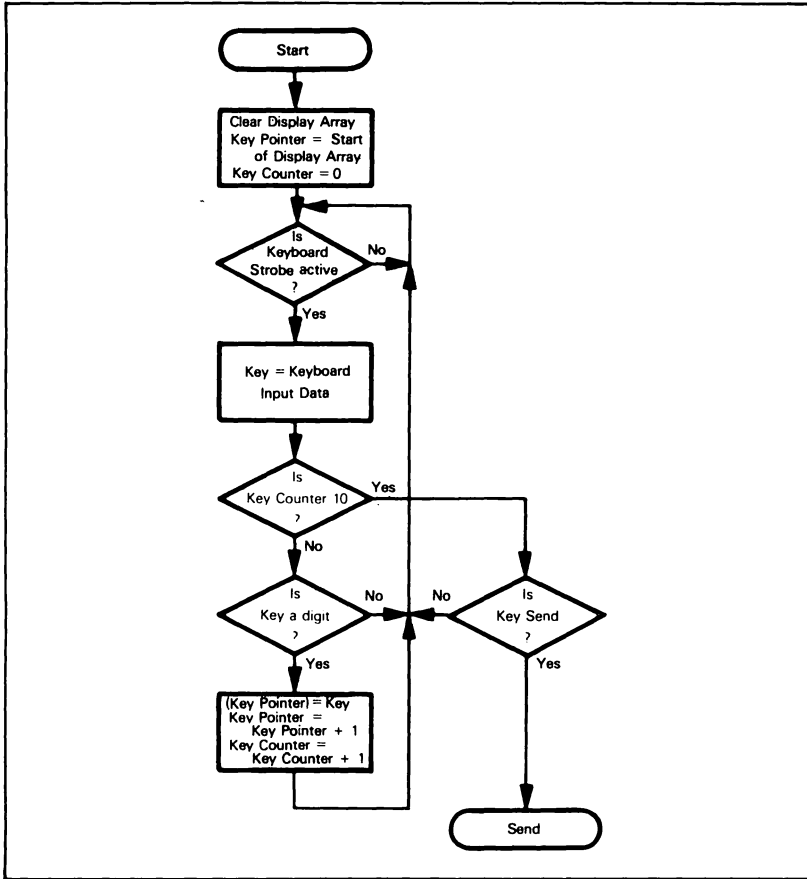 Start
Clear Display Array
Key Pointer = Start
of Display Array
Key Counter = 0
Is
Keyboard
Strobe active
?
No
Yes
Key = Keyboard
Input Data
Is
Key Counter 10
?
Yes
No
Is
Key a digit
?
No
Yes
No
Is
Key Send
?
Yes
(Key Pointer) = Key
Key Pointer =
Key Pointer + 1
Key Counter =
Key Counter + 1
Send